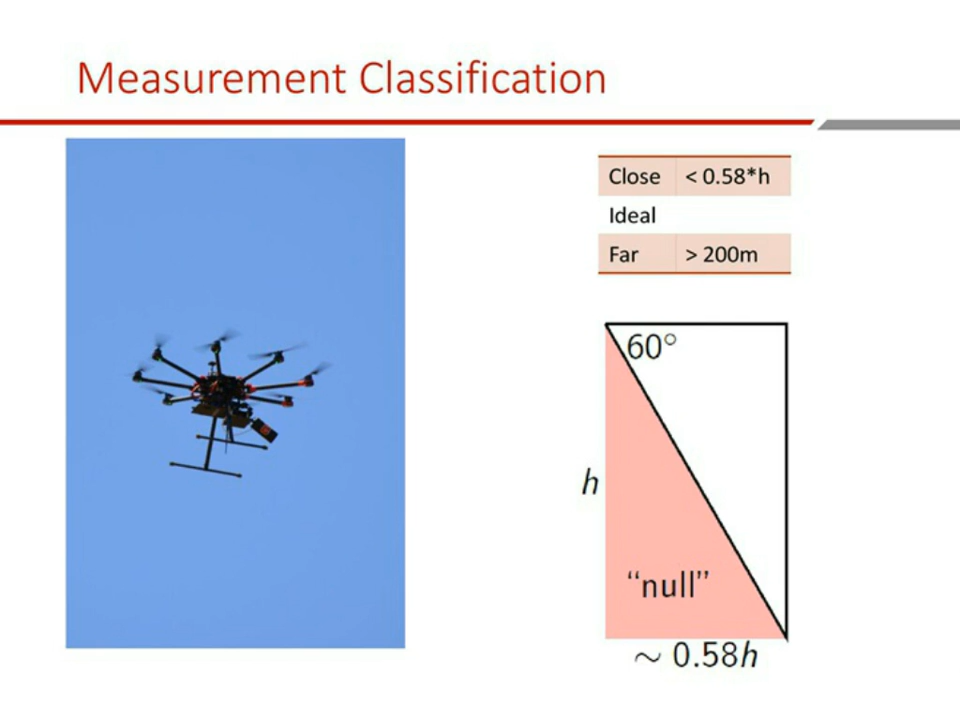 Measurement Classification
Close < 0.58*h
Ideal
Far > 200m
60°
h
“null”
~ 0.58h